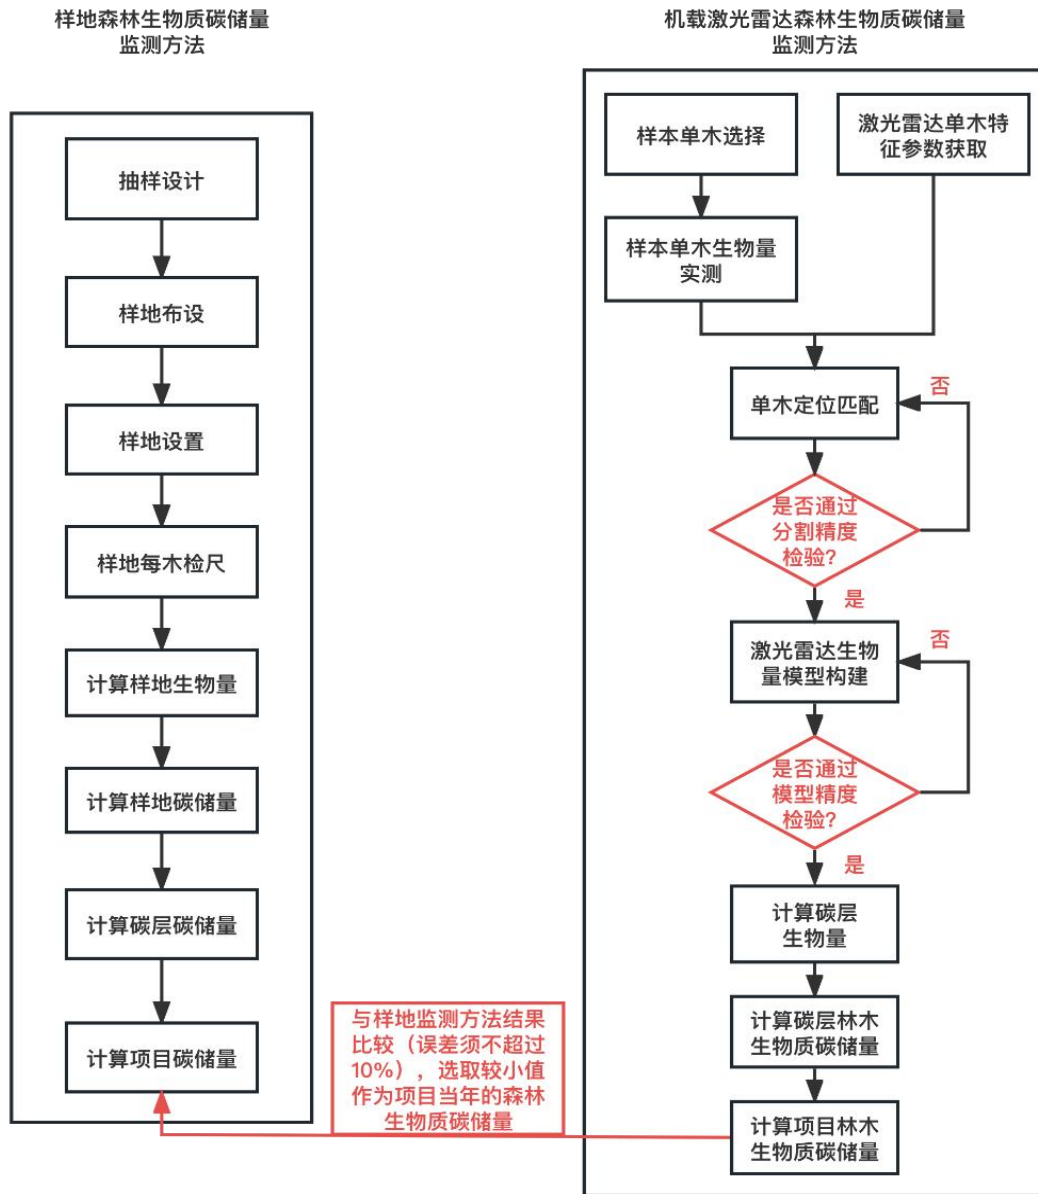 样地森林生物质碳储量
监测方法
抽样设计
样地布设
样地设置
样地每木检尺
计算样地生物量
计算样地碳储量
计算碳层碳储量
计算项目碳储量
机载激光雷达森林生物质碳储量
监测方法
样本单木选择
激光雷达单木特
征参数获取
样本单木生物量
实测
单木定位匹配
否
是否通过
分割精度
检验?
是
激光雷达生物
量模型构建
否
是否通过
模型精度
检验?
是
计算碳层
生物量
计算碳层林木
生物质碳储量
计算项目林木
生物质碳储量
与样地监测方法结果
比较（误差须不超过
10%），选取较小值
作为项目当年的森林
生物质碳储量